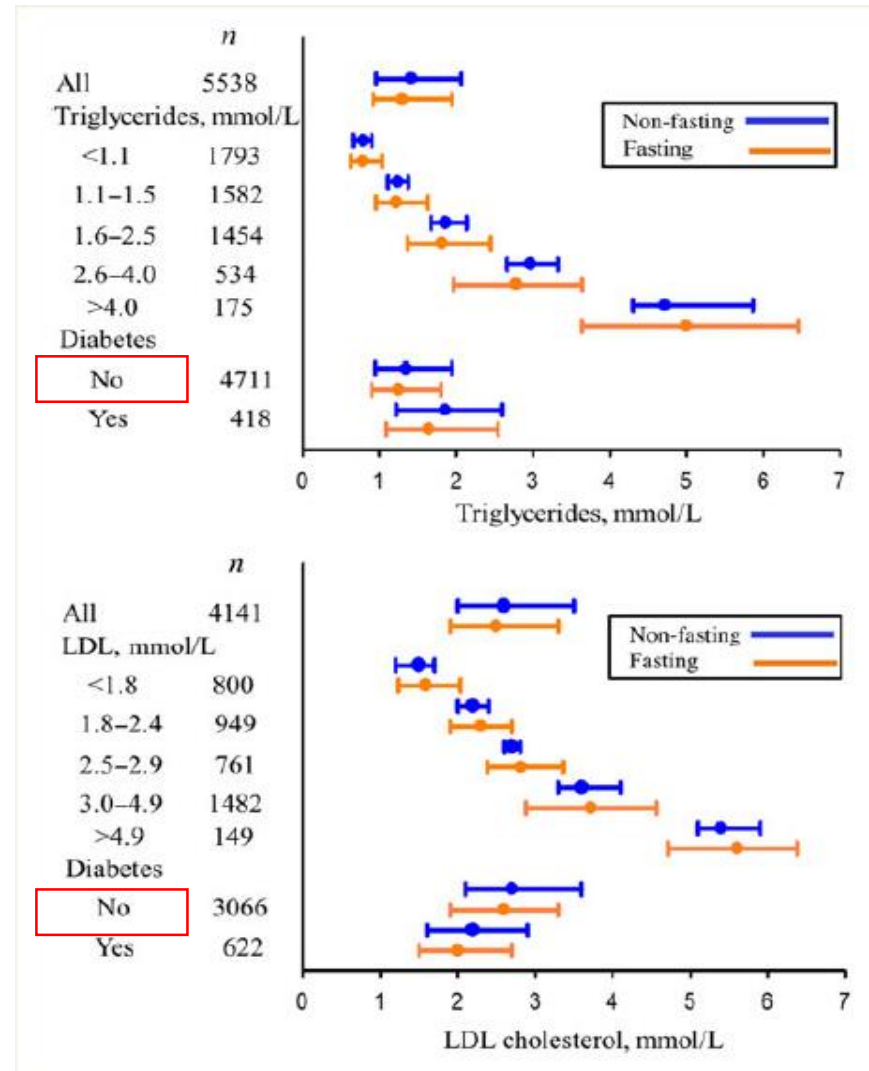 n
All 5538
Triglycerides, mmol/L
<1.1 1793
1.1–1.5 1582
1.6–2.5 1454
2.6–4.0 534
>4.0 175
Diabetes
No 4711
Yes 418
Non-fasting
Fasting
0 1 2 3 4 5 6 7
Triglycerides, mmol/L
n
All 4141
LDL, mmol/L
<1.8 800
1.8–2.4 949
2.5–2.9 761
3.0–4.9 1482
>4.9 149
Diabetes
No 3066
Yes 622
Non-fasting
Fasting
0 1 2 3 4 5 6 7
LDL cholesterol, mmol/L